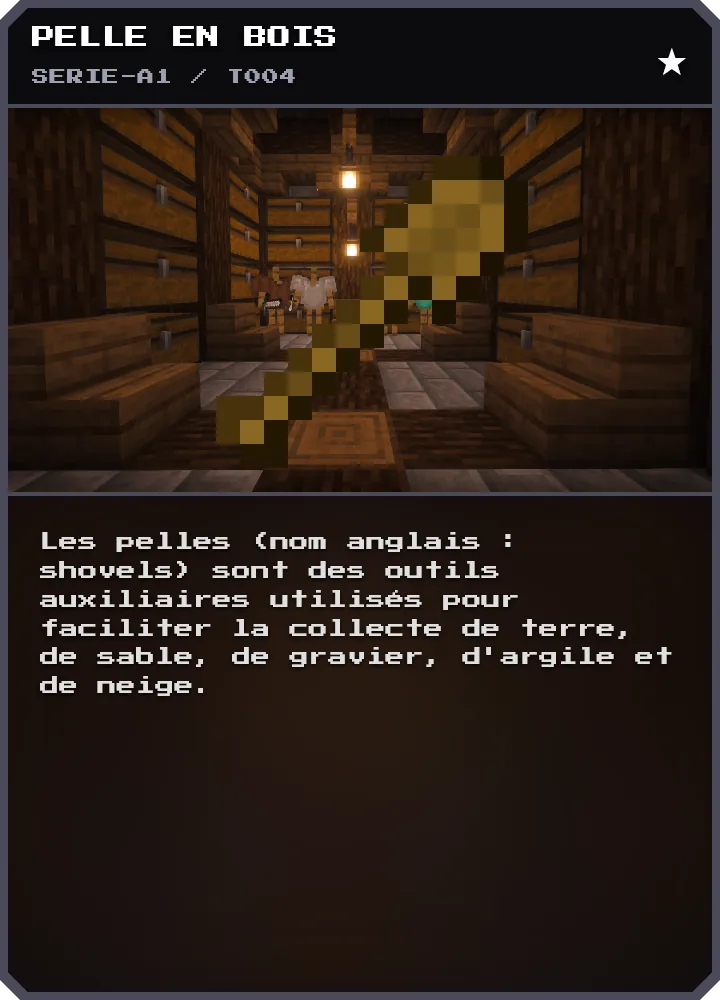 PELLE EN BOIS
SERIE-A1 / T004
Les pelles (nom anglais :
shovels) sont des outils
auxiliaires utilisés pour
faciliter la collecte de terre,
de sable, de gravier, d'argile et
de neige.